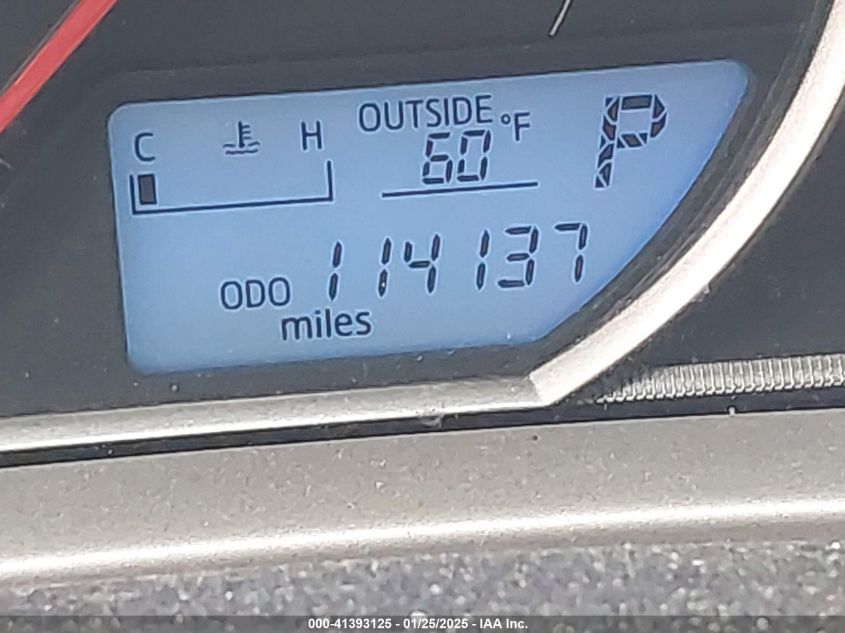 C H OUTSIDE °F P
60
ODO 114137
miles
000-41393125 - 01/25/2025 - IAA Inc.